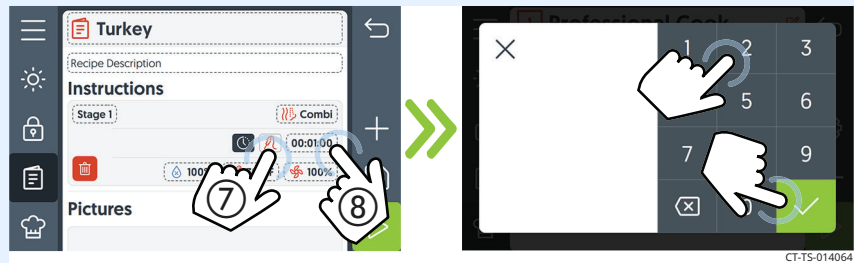 Turkey
Recipe Description
Instructions
Stage 1
Combi
00:01:00
100%
Pictures
7
8
Professional Cook
1 2 3
5 6
7 9
CT-TS-014064